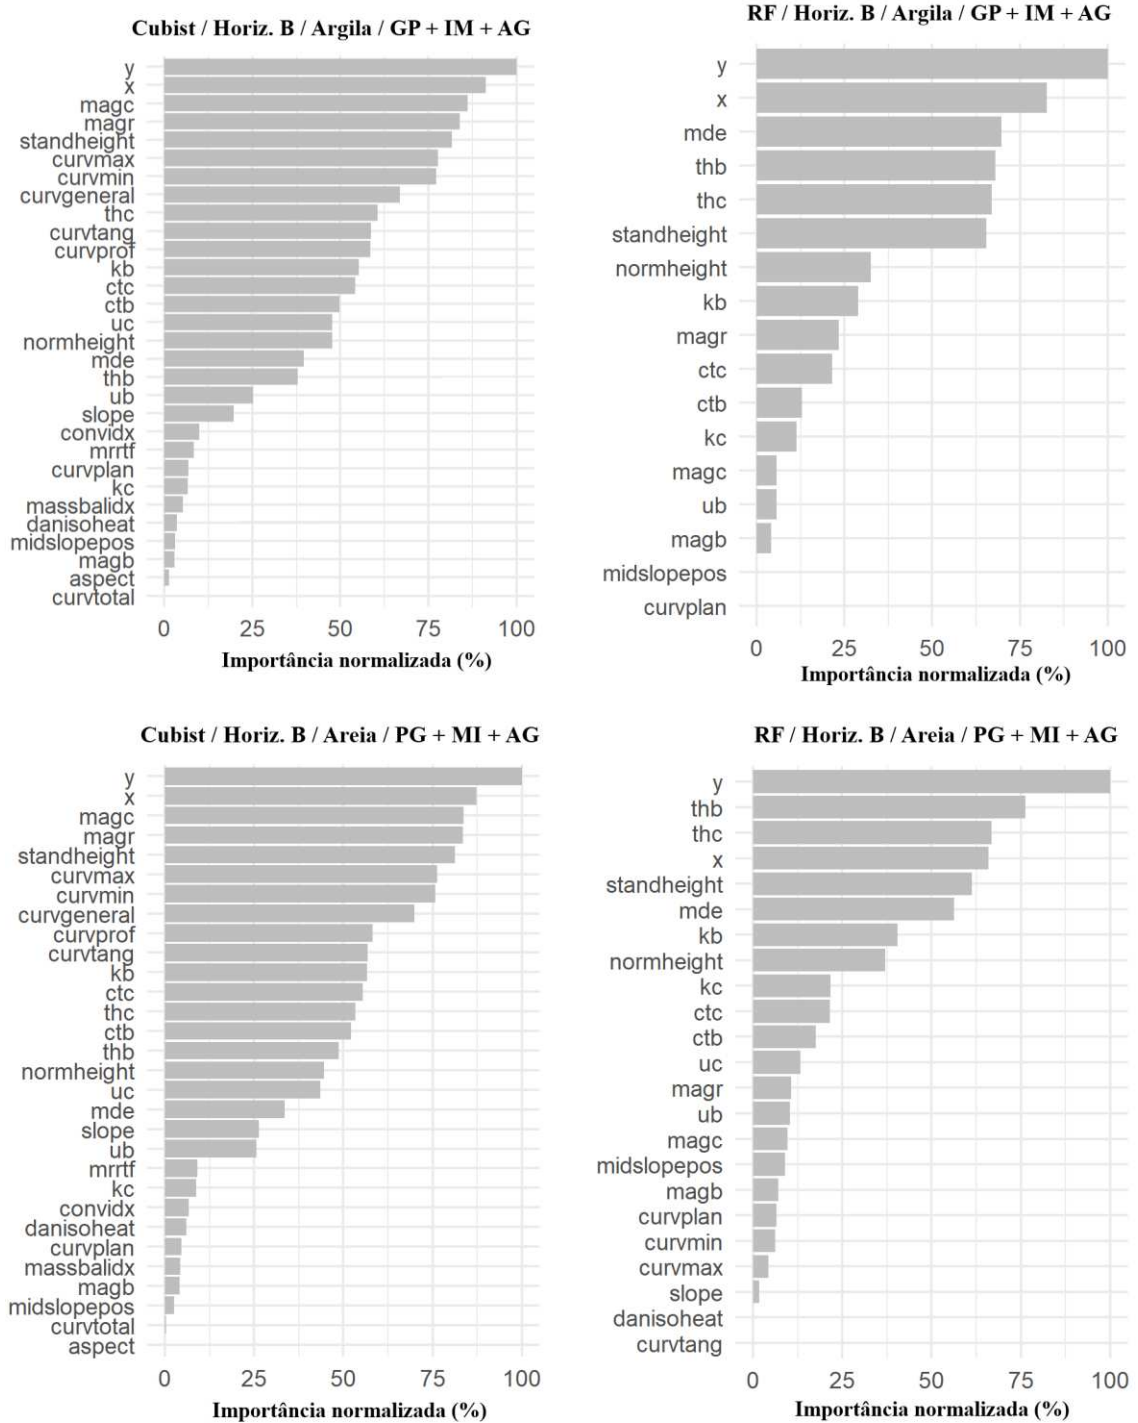 Cubist / Horiz. B / Argila / GP + IM + AG
y
x
magc
magr
standheight
curvmax
curvmin
curvgeneral
thc
curvtang
curvprof
kb
ctc
ctb
uc
normheight
mde
thb
ub
slope
convidx
mrrtf
curvplan
kc
massbalidx
danisoheat
midslopepos
magb
aspect
curvtotal
0 25 50 75 100
Importância normalizada (%)
RF / Horiz. B / Argila / GP + IM + AG
y
x
mde
thb
thc
standheight
normheight
kb
magr
ctc
ctb
kc
magc
ub
magb
midslopepos
curvplan
0 25 50 75 100
Importância normalizada (%)
Cubist / Horiz. B / Areia / PG + MI + AG
y
x
magc
magr
standheight
curvmax
curvmin
curvgeneral
curvprof
curvtang
kb
ctc
thc
ctb
thb
normheight
uc
mde
slope
ub
mrrtf
kc
convidx
danisoheat
curvplan
massbalidx
magb
midslopepos
curvtotal
aspect
0 25 50 75 100
Importância normalizada (%)
RF / Horiz. B / Areia / PG + MI + AG
y
thb
thc
x
standheight
mde
kb
normheight
kc
ctc
ctb
uc
magr
ub
magc
midslopepos
magb
curvplan
curvmin
curvmax
slope
danisoheat
curvtang
0 25 50 75 100
Importância normalizada (%)